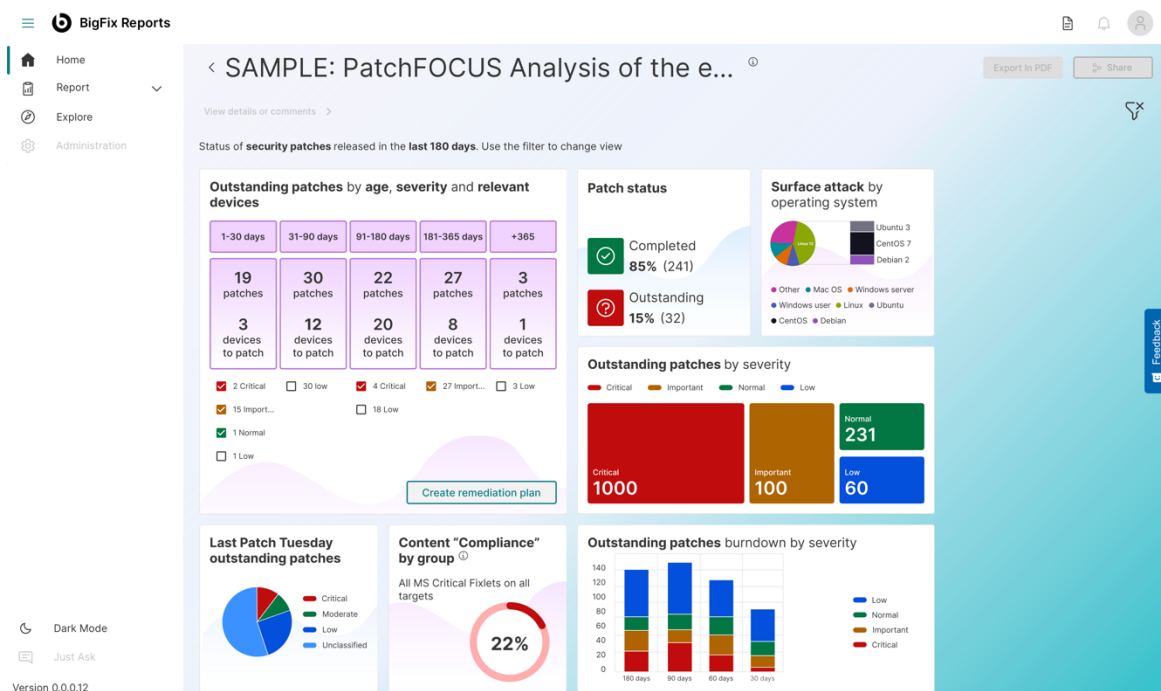 BigFix Reports
Home
Report
Explore
Administration
SAMPLE: PatchFOCUS Analysis of the e...
Export In PDF
Share
View details or comments
Status of security patches released in the last 180 days. Use the filter to change view
Outstanding patches by age, severity and relevant
devices
1-30 days
31-90 days
91-180 days
181-365 days
+365
19
patches
3
devices
to patch
30
patches
12
devices
to patch
22
patches
20
devices
to patch
27
patches
8
devices
to patch
3
patches
1
devices
to patch
2 Critical
30 low
4 Critical
27 Import...
3 Low
15 Import...
18 Low
1 Normal
1 Low
Create remediation plan
Patch status
Completed
85% (241)
Outstanding
15% (32)
Surface attack by
operating system
Linux 12
Ubuntu 3
CentOS 7
Debian 2
Other
Mac OS
Windows server
Windows user
Linux
Ubuntu
CentOS
Debian
Outstanding patches by severity
Critical
Important
Normal
Low
Critical
1000
Important
100
Normal
231
Low
60
Feedback
Last Patch Tuesday
outstanding patches
Critical
Moderate
Low
Unclassified
Content “Compliance”
by group
All MS Critical Fixlets on all
targets
22%
Outstanding patches burndown by severity
140
120
100
80
60
40
20
0
180 days
90 days
60 days
30 days
Low
Normal
Important
Critical
Dark Mode
Just Ask
Version 0.0.0.12